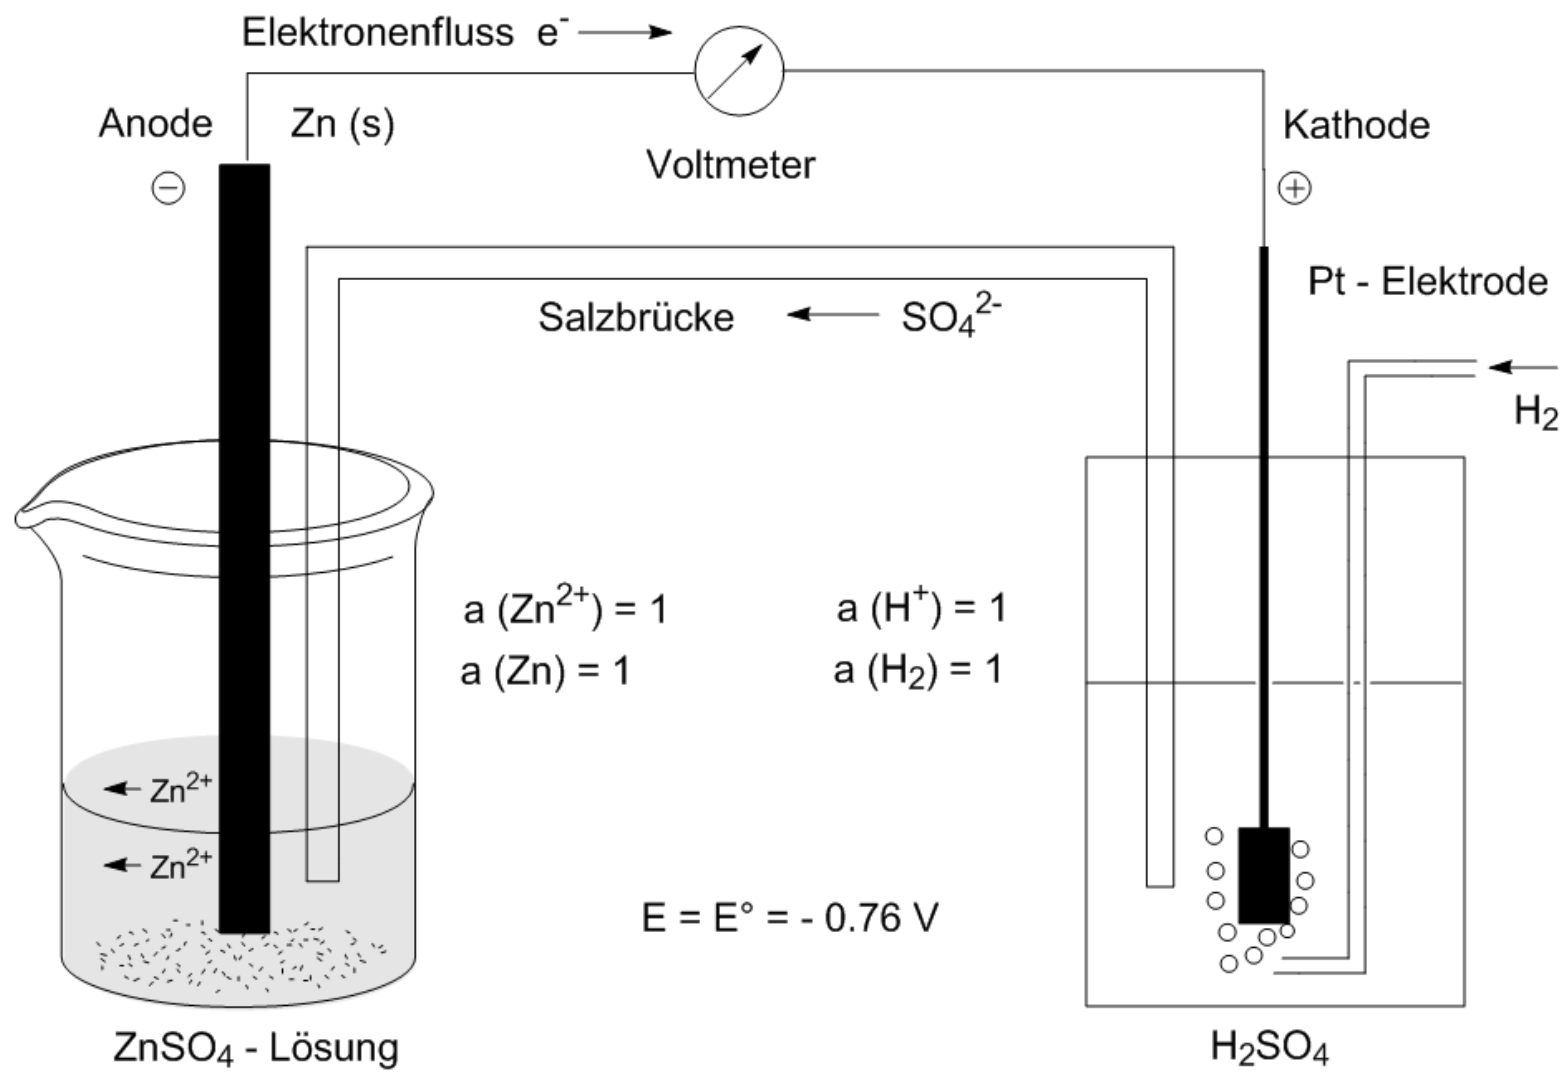 Elektronenfluss e⁻
Anode
Zn (s)
Kathode
⊖
Voltmeter
⊕
Pt - Elektrode
Salzbrücke
SO₄²⁻
H₂
a (Zn²⁺) = 1
a (H⁺) = 1
a (Zn) = 1
a (H₂) = 1
Zn²⁺
Zn²⁺
E = E° = - 0.76 V
ZnSO₄ - Lösung
H₂SO₄